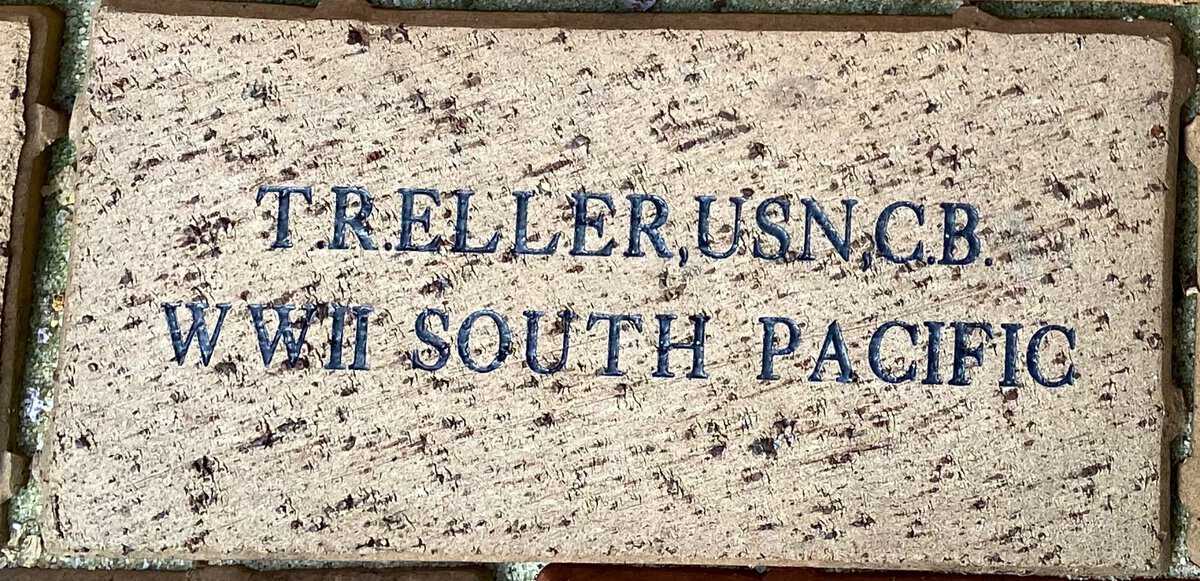 T.R.ELLER,USN,C.B.
WWII SOUTH PACIFIC